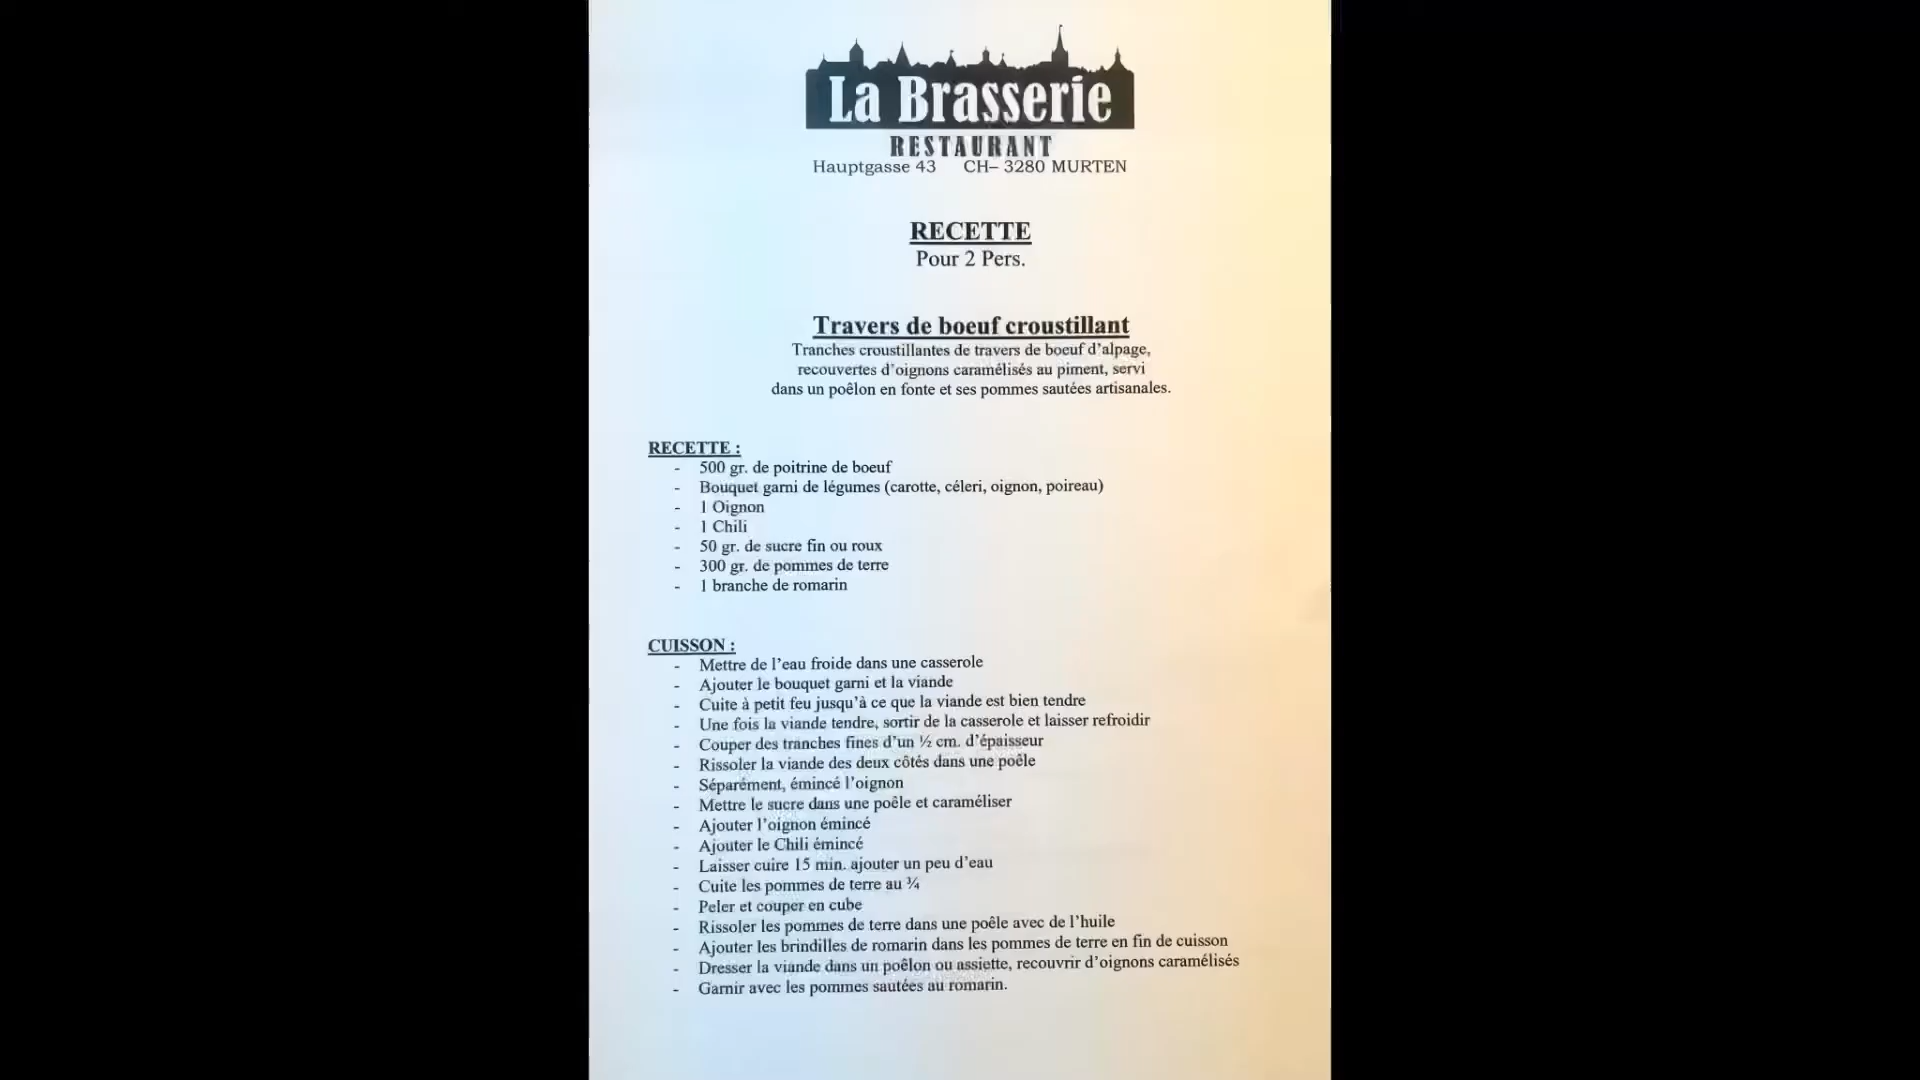 La Brasserie
RESTAURANT
Hauptgasse 43 CH– 3280 MURTEN
RECETTE
Pour 2 Pers.
Travers de boeuf croustillant
Tranches croustillantes de travers de boeuf d’alpage,
recouvertes d’oignons caramélisés au piment, servi
dans un poêlon en fonte et ses pommes sautées artisanales.
RECETTE :
- 500 gr. de poitrine de boeuf
- Bouquet garni de légumes (carotte, céleri, oignon, poireau)
- 1 Oignon
- 1 Chili
- 50 gr. de sucre fin ou roux
- 300 gr. de pommes de terre
- 1 branche de romarin
CUISSON :
- Mettre de l’eau froide dans une casserole
- Ajouter le bouquet garni et la viande
- Cuite à petit feu jusqu’à ce que la viande est bien tendre
- Une fois la viande tendre, sortir de la casserole et laisser refroidir
- Couper des tranches fines d’un ½ cm. d’épaisseur
- Rissoler la viande des deux côtés dans une poêle
- Séparément, émincé l’oignon
- Mettre le sucre dans une poêle et caraméliser
- Ajouter l’oignon émincé
- Ajouter le Chili émincé
- Laisser cuire 15 min. ajouter un peu d’eau
- Cuite les pommes de terre au ¾
- Peler et couper en cube
- Rissoler les pommes de terre dans une poêle avec de l’huile
- Ajouter les brindilles de romarin dans les pommes de terre en fin de cuisson
- Dresser la viande dans un poêlon ou assiette, recouvrir d’oignons caramélisés
- Garnir avec les pommes sautées au romarin.